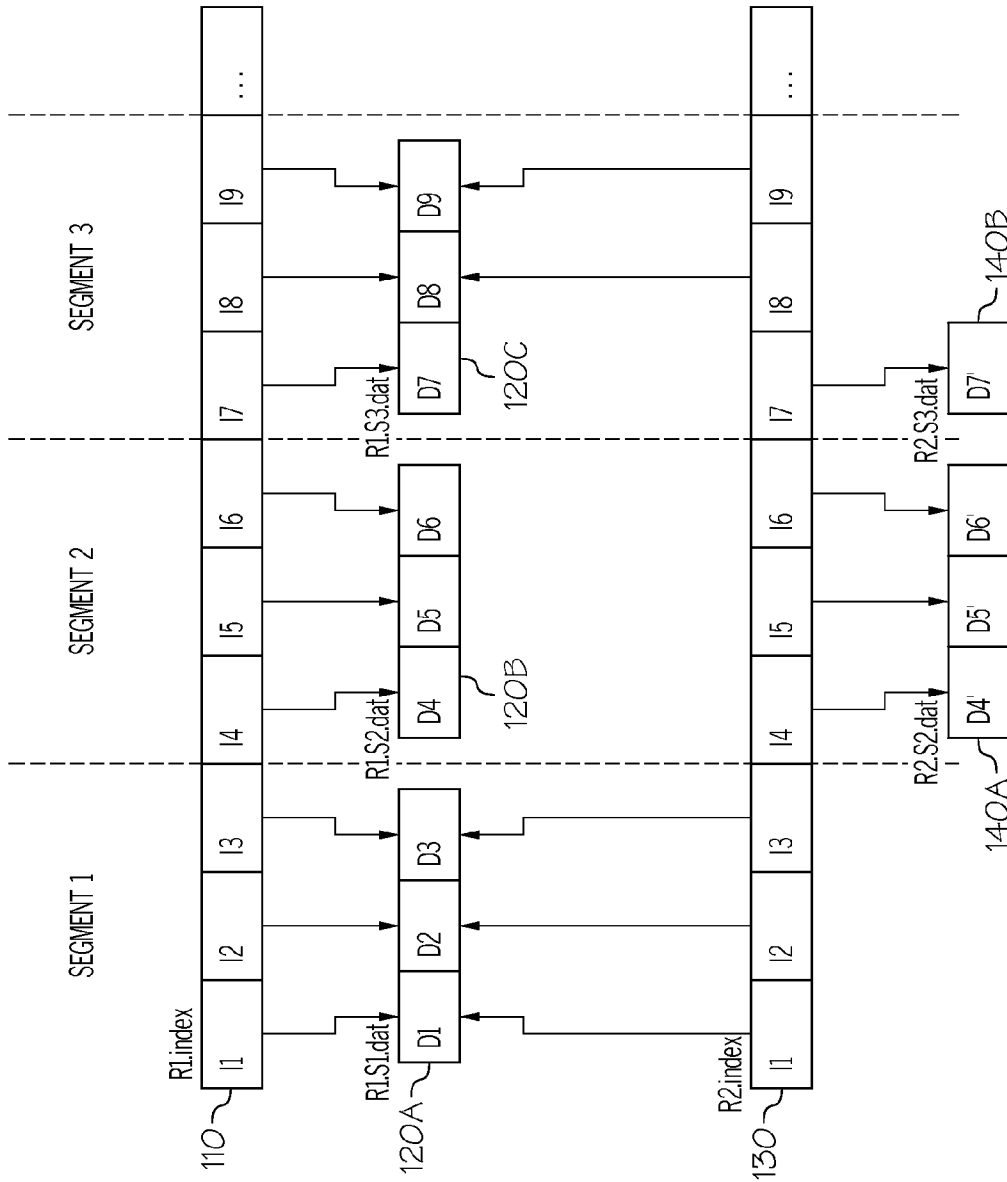 SEGMENT 1 SEGMENT 2 SEGMENT 3
R1.index
110 I1 I2 I3 I4 I5 I6 I7 I8 I9 ...
R1.S1.dat R1.S2.dat R1.S3.dat
120A D1 D2 D3 D4 D5 D6 D7 D8 D9
120B 120C
R2.index
130 I1 I2 I3 I4 I5 I6 I7 I8 I9 ...
R2.S2.dat R2.S3.dat
140A D4' D5' D6' D7' 140B